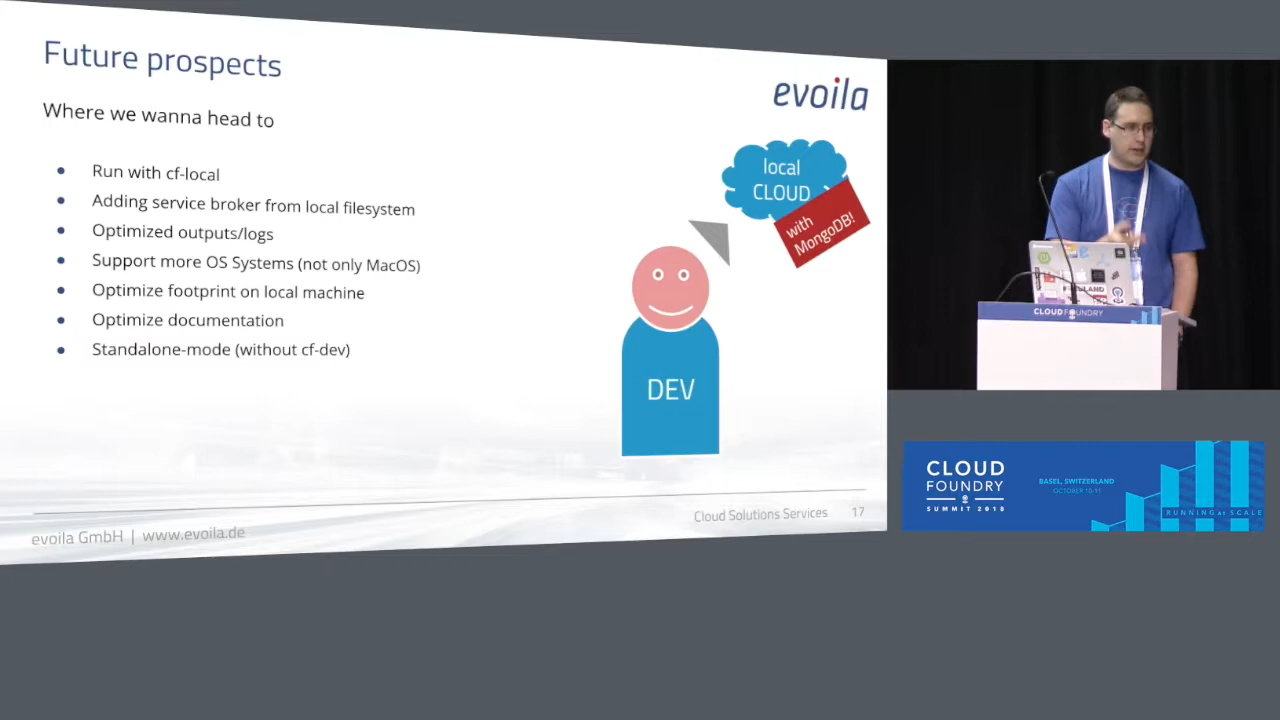 Future prospects
evoila
Where we wanna head to
Run with cf-local
Adding service broker from local filesystem
Optimized outputs/logs
Support more OS Systems (not only MacOS)
Optimize footprint on local machine
Optimize documentation
Standalone-mode (without cf-dev)
local
CLOUD
with
MongoDB!
DEV
evoila GmbH | www.evoila.de
Cloud Solutions Services 17
CLOUD FOUNDRY
CLOUD
FOUNDRY
SUMMIT 2018
BASEL, SWITZERLAND
OCTOBER 10-11
RUNNING at SCALE